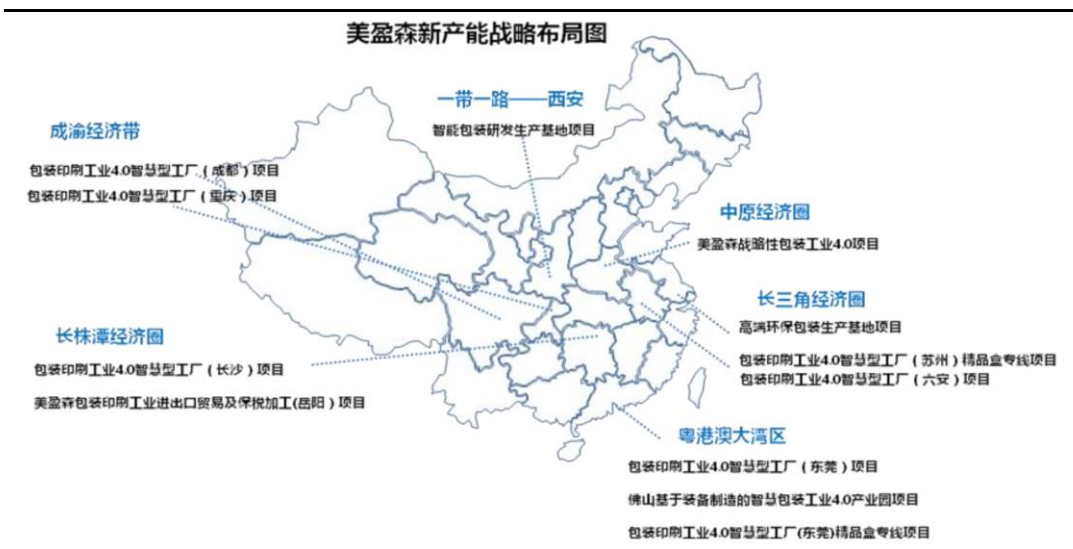 美盈森新产能战略布局图
一带一路——西安
智能包装研发生产基地项目
成渝经济带
包装印刷工业4.0智慧型工厂（成都）项目
包装印刷工业4.0智慧型工厂（重庆）项目
中原经济圈
美盈森战略性包装工业4.0项目
长三角经济圈
高端环保包装生产基地项目
包装印刷工业4.0智慧型工厂（苏州）精品盒专线项目
包装印刷工业4.0智慧型工厂（六安）项目
长株潭经济圈
包装印刷工业4.0智慧型工厂（长沙）项目
美盈森包装印刷工业进出口贸易及保税加工(岳阳）项目
粤港澳大湾区
包装印刷工业4.0智慧型工厂（东莞）项目
佛山基于装备制造的智慧包装工业4.0产业园项目
包装印刷工业4.0智慧型工厂(东莞)精品盒专线项目